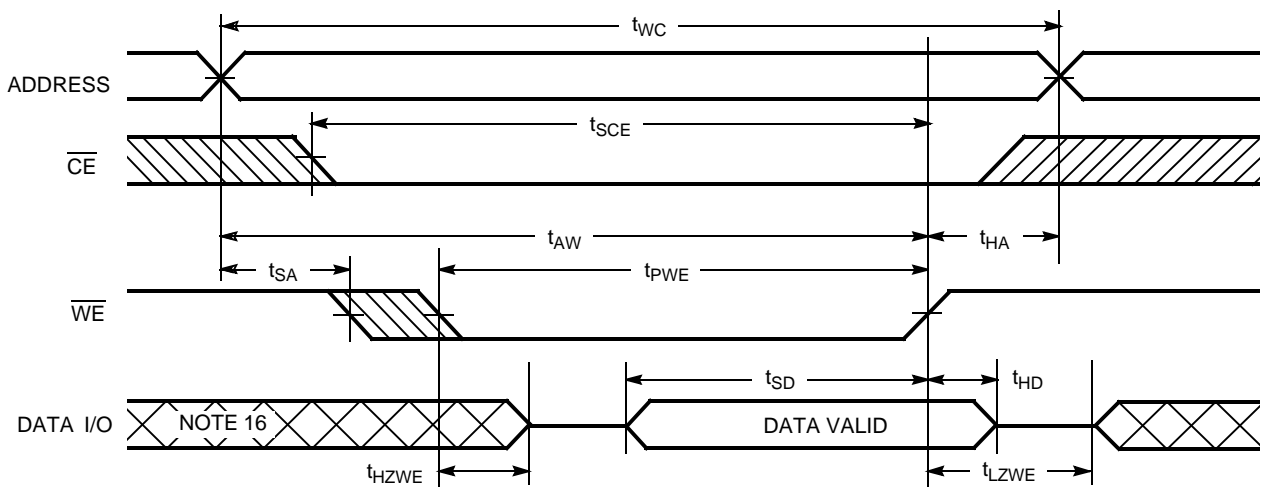 tWC
ADDRESS
tSCE
CE
tAW
tHA
tSA
tPWE
WE
tSD
tHD
DATA I/O
NOTE 16
DATA VALID
tHZWE
tLZWE